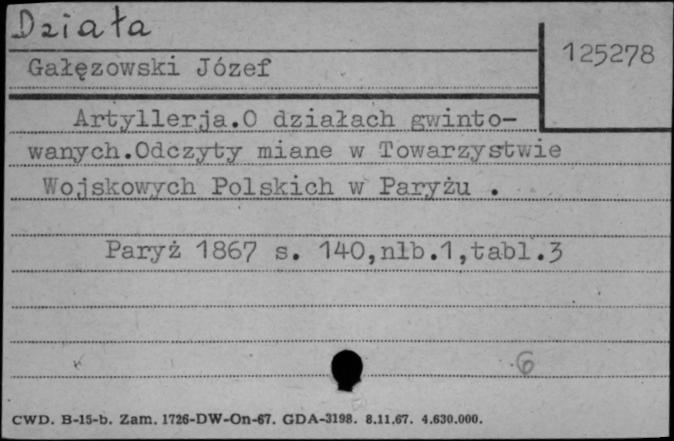 Działa
125278
Gałęzowski Józef
Artyllerja.O działach gwinto-
wanych.Odczyty miane w Towarzystwie
Wojskowych Polskich w Paryżu .
Paryż 1867 s. 140,nlb.1,tabl.3
6
CWD. B-15-b. Zam. 1726-DW-On-67. GDA-3198. 8.11.67. 4.630.000.